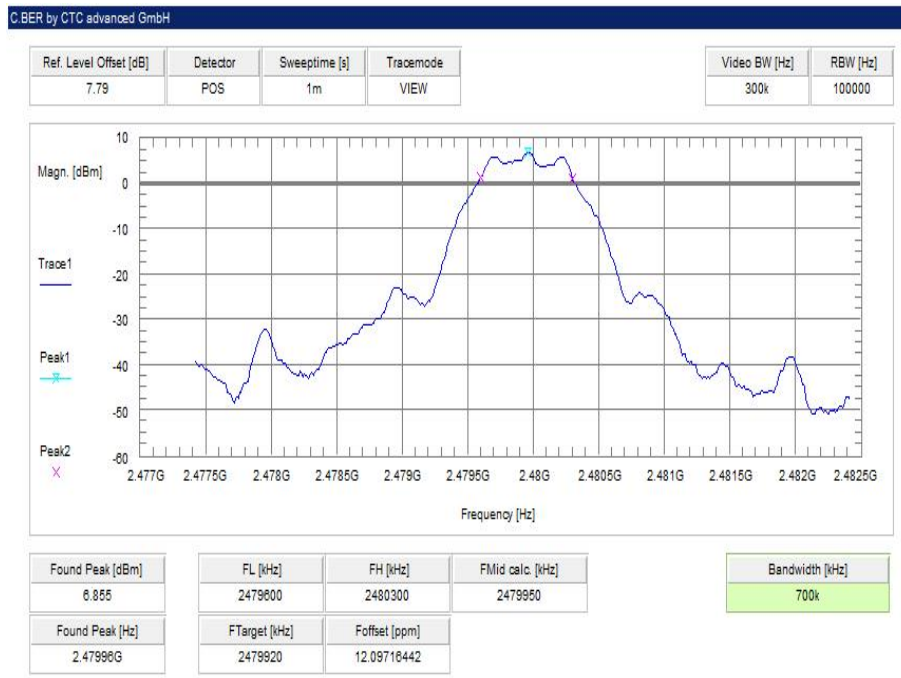 C.BER by CTC advanced GmbH
Ref. Level Offset [dB] Detector Sweeptime [s] Tracemode Video BW [Hz] RBW [Hz]
7.79 POS 1m VIEW 300k 100000
10
Magn. [dBm]
0
-10
-20
Trace1
-30
-40
Peak1
-50
Peak2
-60
2.477G 2.4775G 2.478G 2.4785G 2.479G 2.4795G 2.48G 2.4805G 2.481G 2.4815G 2.482G 2.4825G
Frequency [Hz]
Found Peak [dBm] FL [kHz] FH [kHz] FMid calc. [kHz] Bandwidth [kHz]
6.855 2479600 2480300 2479950 700k
Found Peak [Hz] FTarget [kHz] Foffset [ppm]
2.47996G 2479920 12.09716442